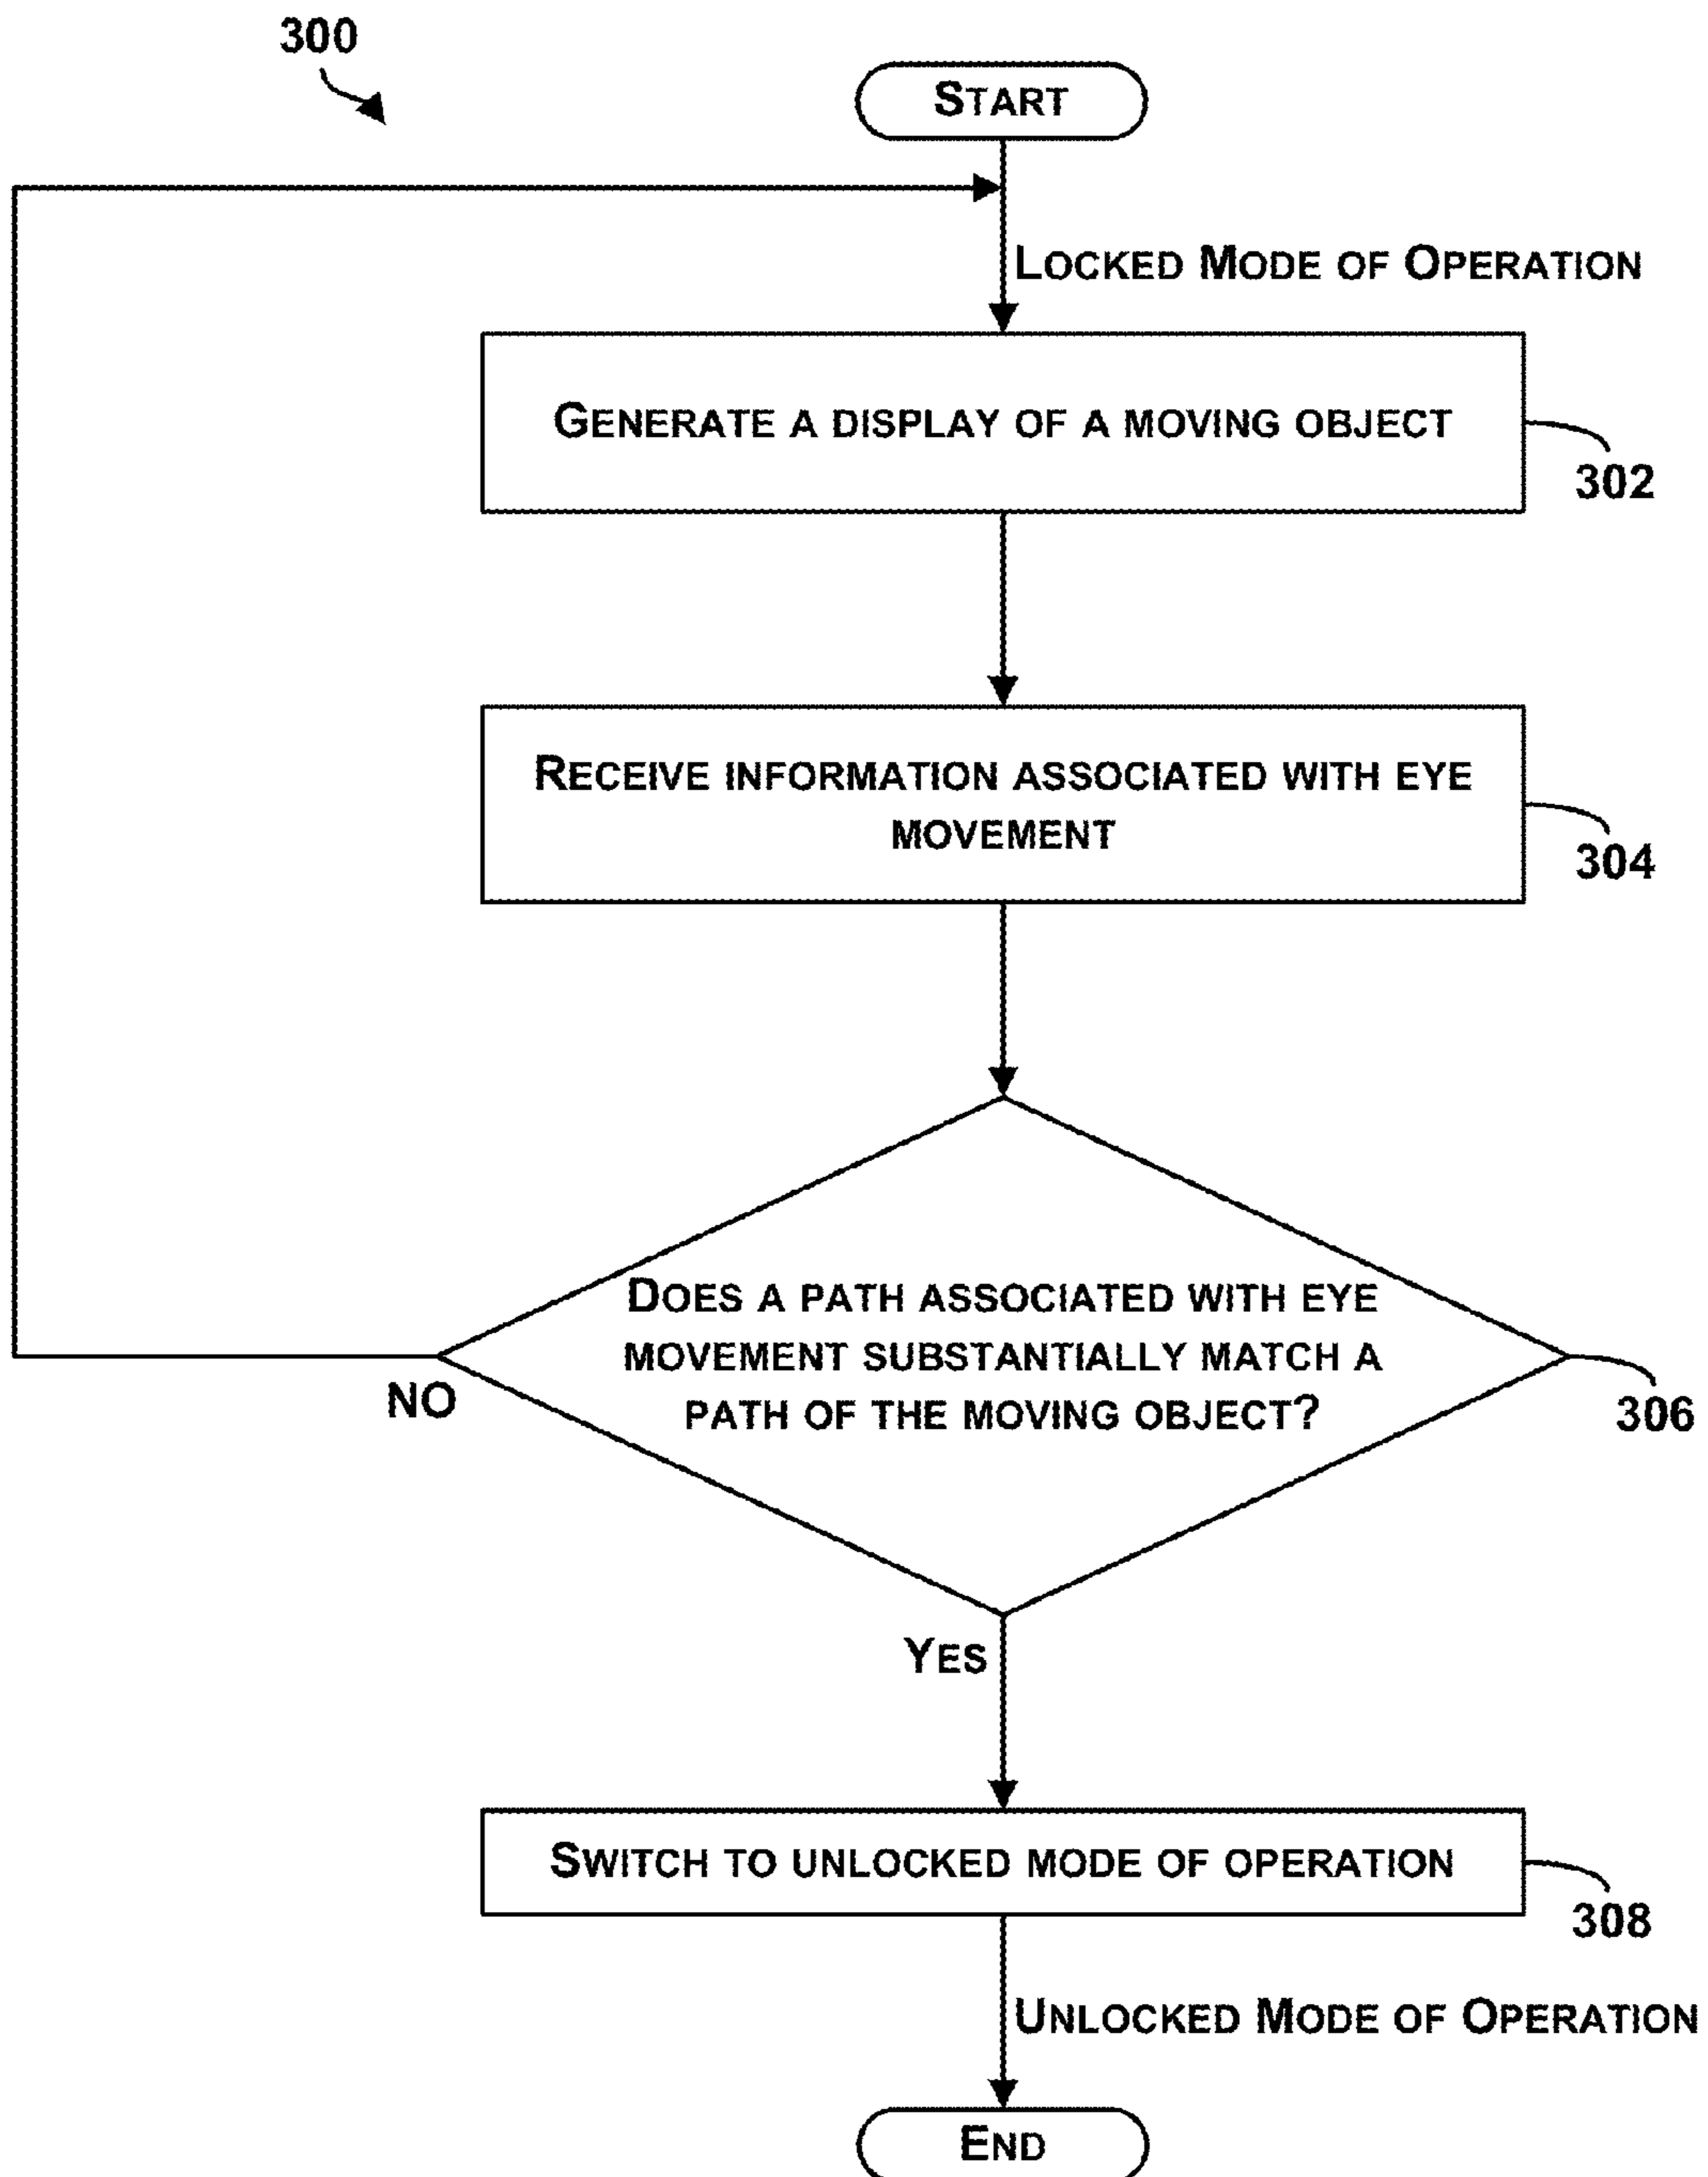 300
START
LOCKED MODE OF OPERATION
GENERATE A DISPLAY OF A MOVING OBJECT
302
RECEIVE INFORMATION ASSOCIATED WITH EYE
MOVEMENT
304
DOES A PATH ASSOCIATED WITH EYE
MOVEMENT SUBSTANTIALLY MATCH A
PATH OF THE MOVING OBJECT?
NO
306
YES
SWITCH TO UNLOCKED MODE OF OPERATION
308
UNLOCKED MODE OF OPERATION
END